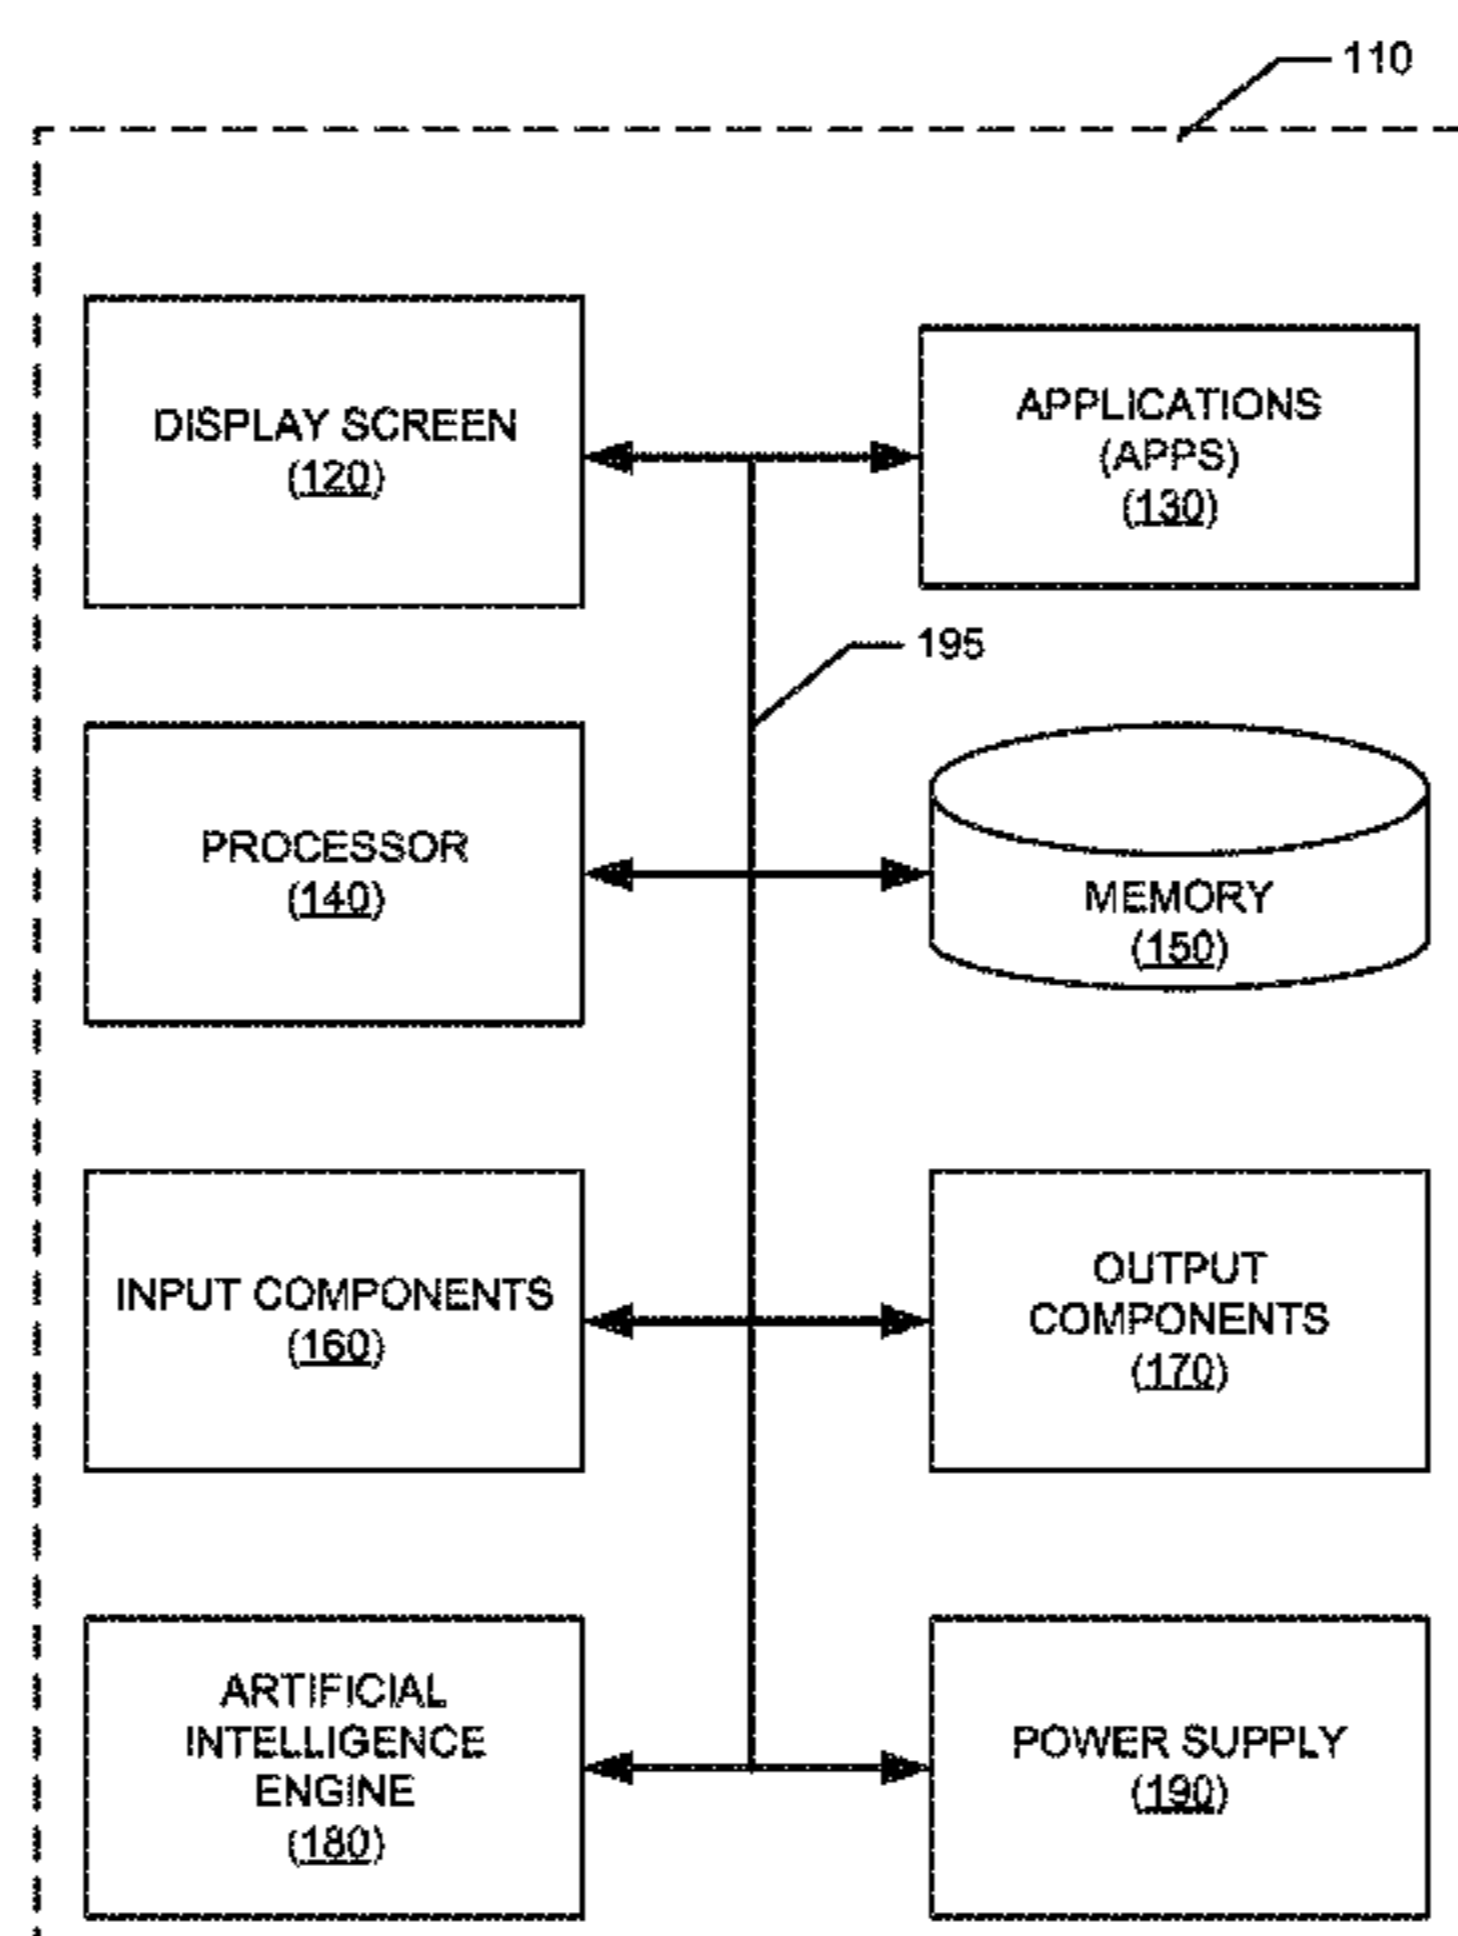 110
DISPLAY SCREEN
(120)
APPLICATIONS
(APPS)
(130)
195
PROCESSOR
(140)
MEMORY
(150)
INPUT COMPONENTS
(160)
OUTPUT
COMPONENTS
(170)
ARTIFICIAL
INTELLIGENCE
ENGINE
(180)
POWER SUPPLY
(190)